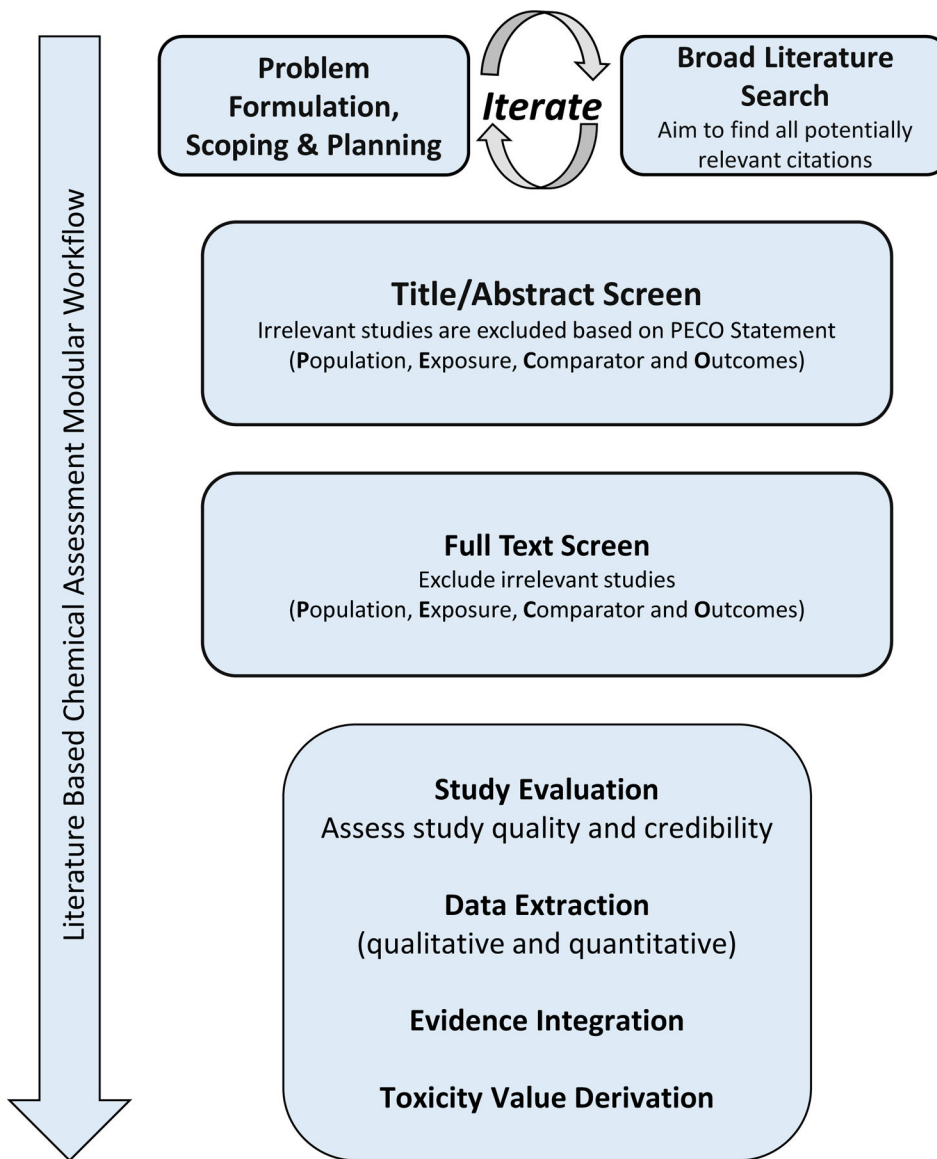 Problem
Formulation,
Scoping & Planning
Iterate
Broad Literature
Search
Aim to find all potentially
relevant citations
Literature Based Chemical Assessment Modular Workflow
Title/Abstract Screen
Irrelevant studies are excluded based on PECO Statement
(Population, Exposure, Comparator and Outcomes)
Full Text Screen
Exclude irrelevant studies
(Population, Exposure, Comparator and Outcomes)
Study Evaluation
Assess study quality and credibility
Data Extraction
(qualitative and quantitative)
Evidence Integration
Toxicity Value Derivation